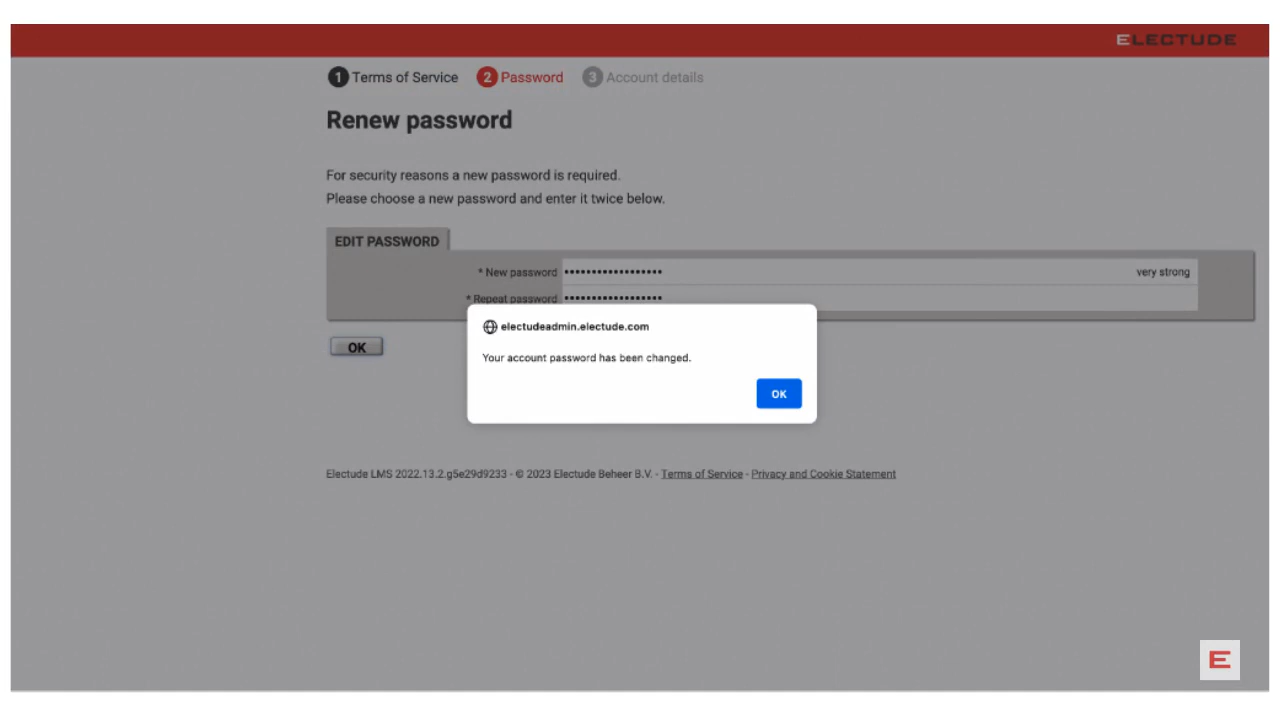 ELECTUDE
1 Terms of Service 2 Password 3 Account details
Renew password
For security reasons a new password is required.
Please choose a new password and enter it twice below.
EDIT PASSWORD
* New password •••••••••••••••••• very strong
* Repeat password ••••••••••••••••••
electudeadmin.electude.com
Your account password has been changed.
OK
OK
Electude LMS 2022.13.2.g5e29d9233 - © 2023 Electude Beheer B.V. - Terms of Service - Privacy and Cookie Statement
E